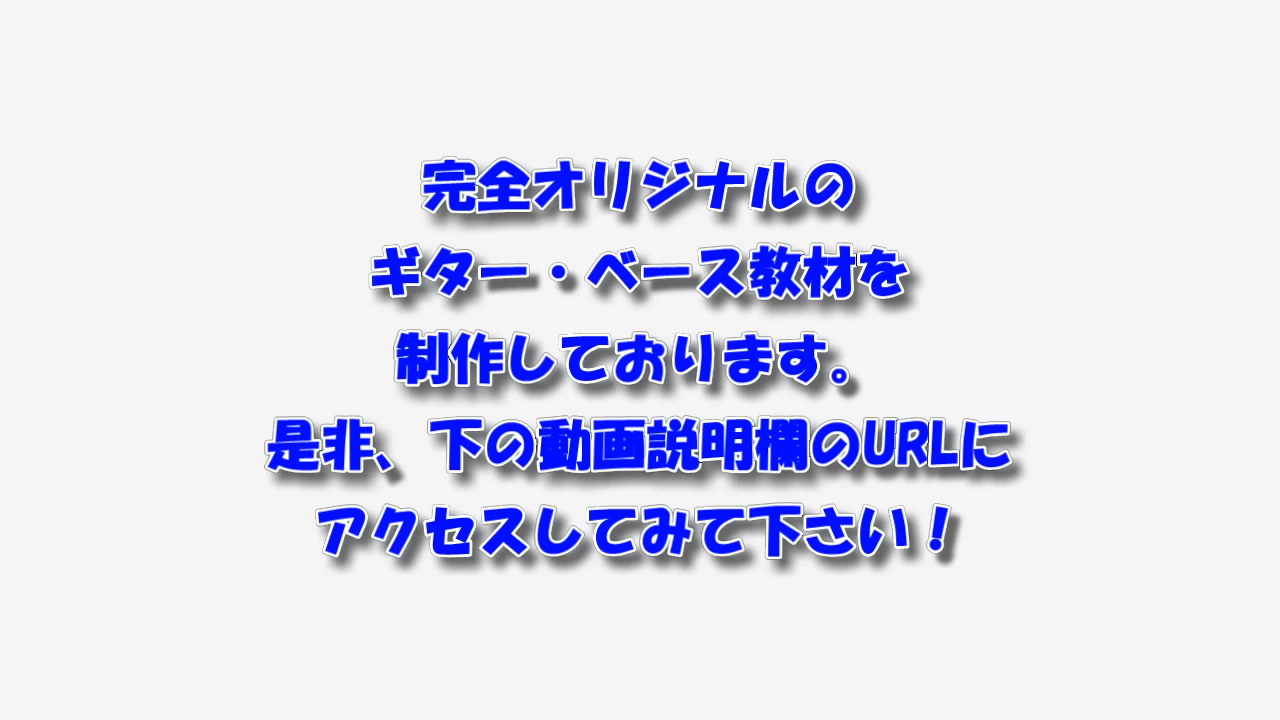 完全オリジナルの
ギター・ベース教材を
制作しております。
是非、下の動画説明欄のURLに
アクセスしてみて下さい！